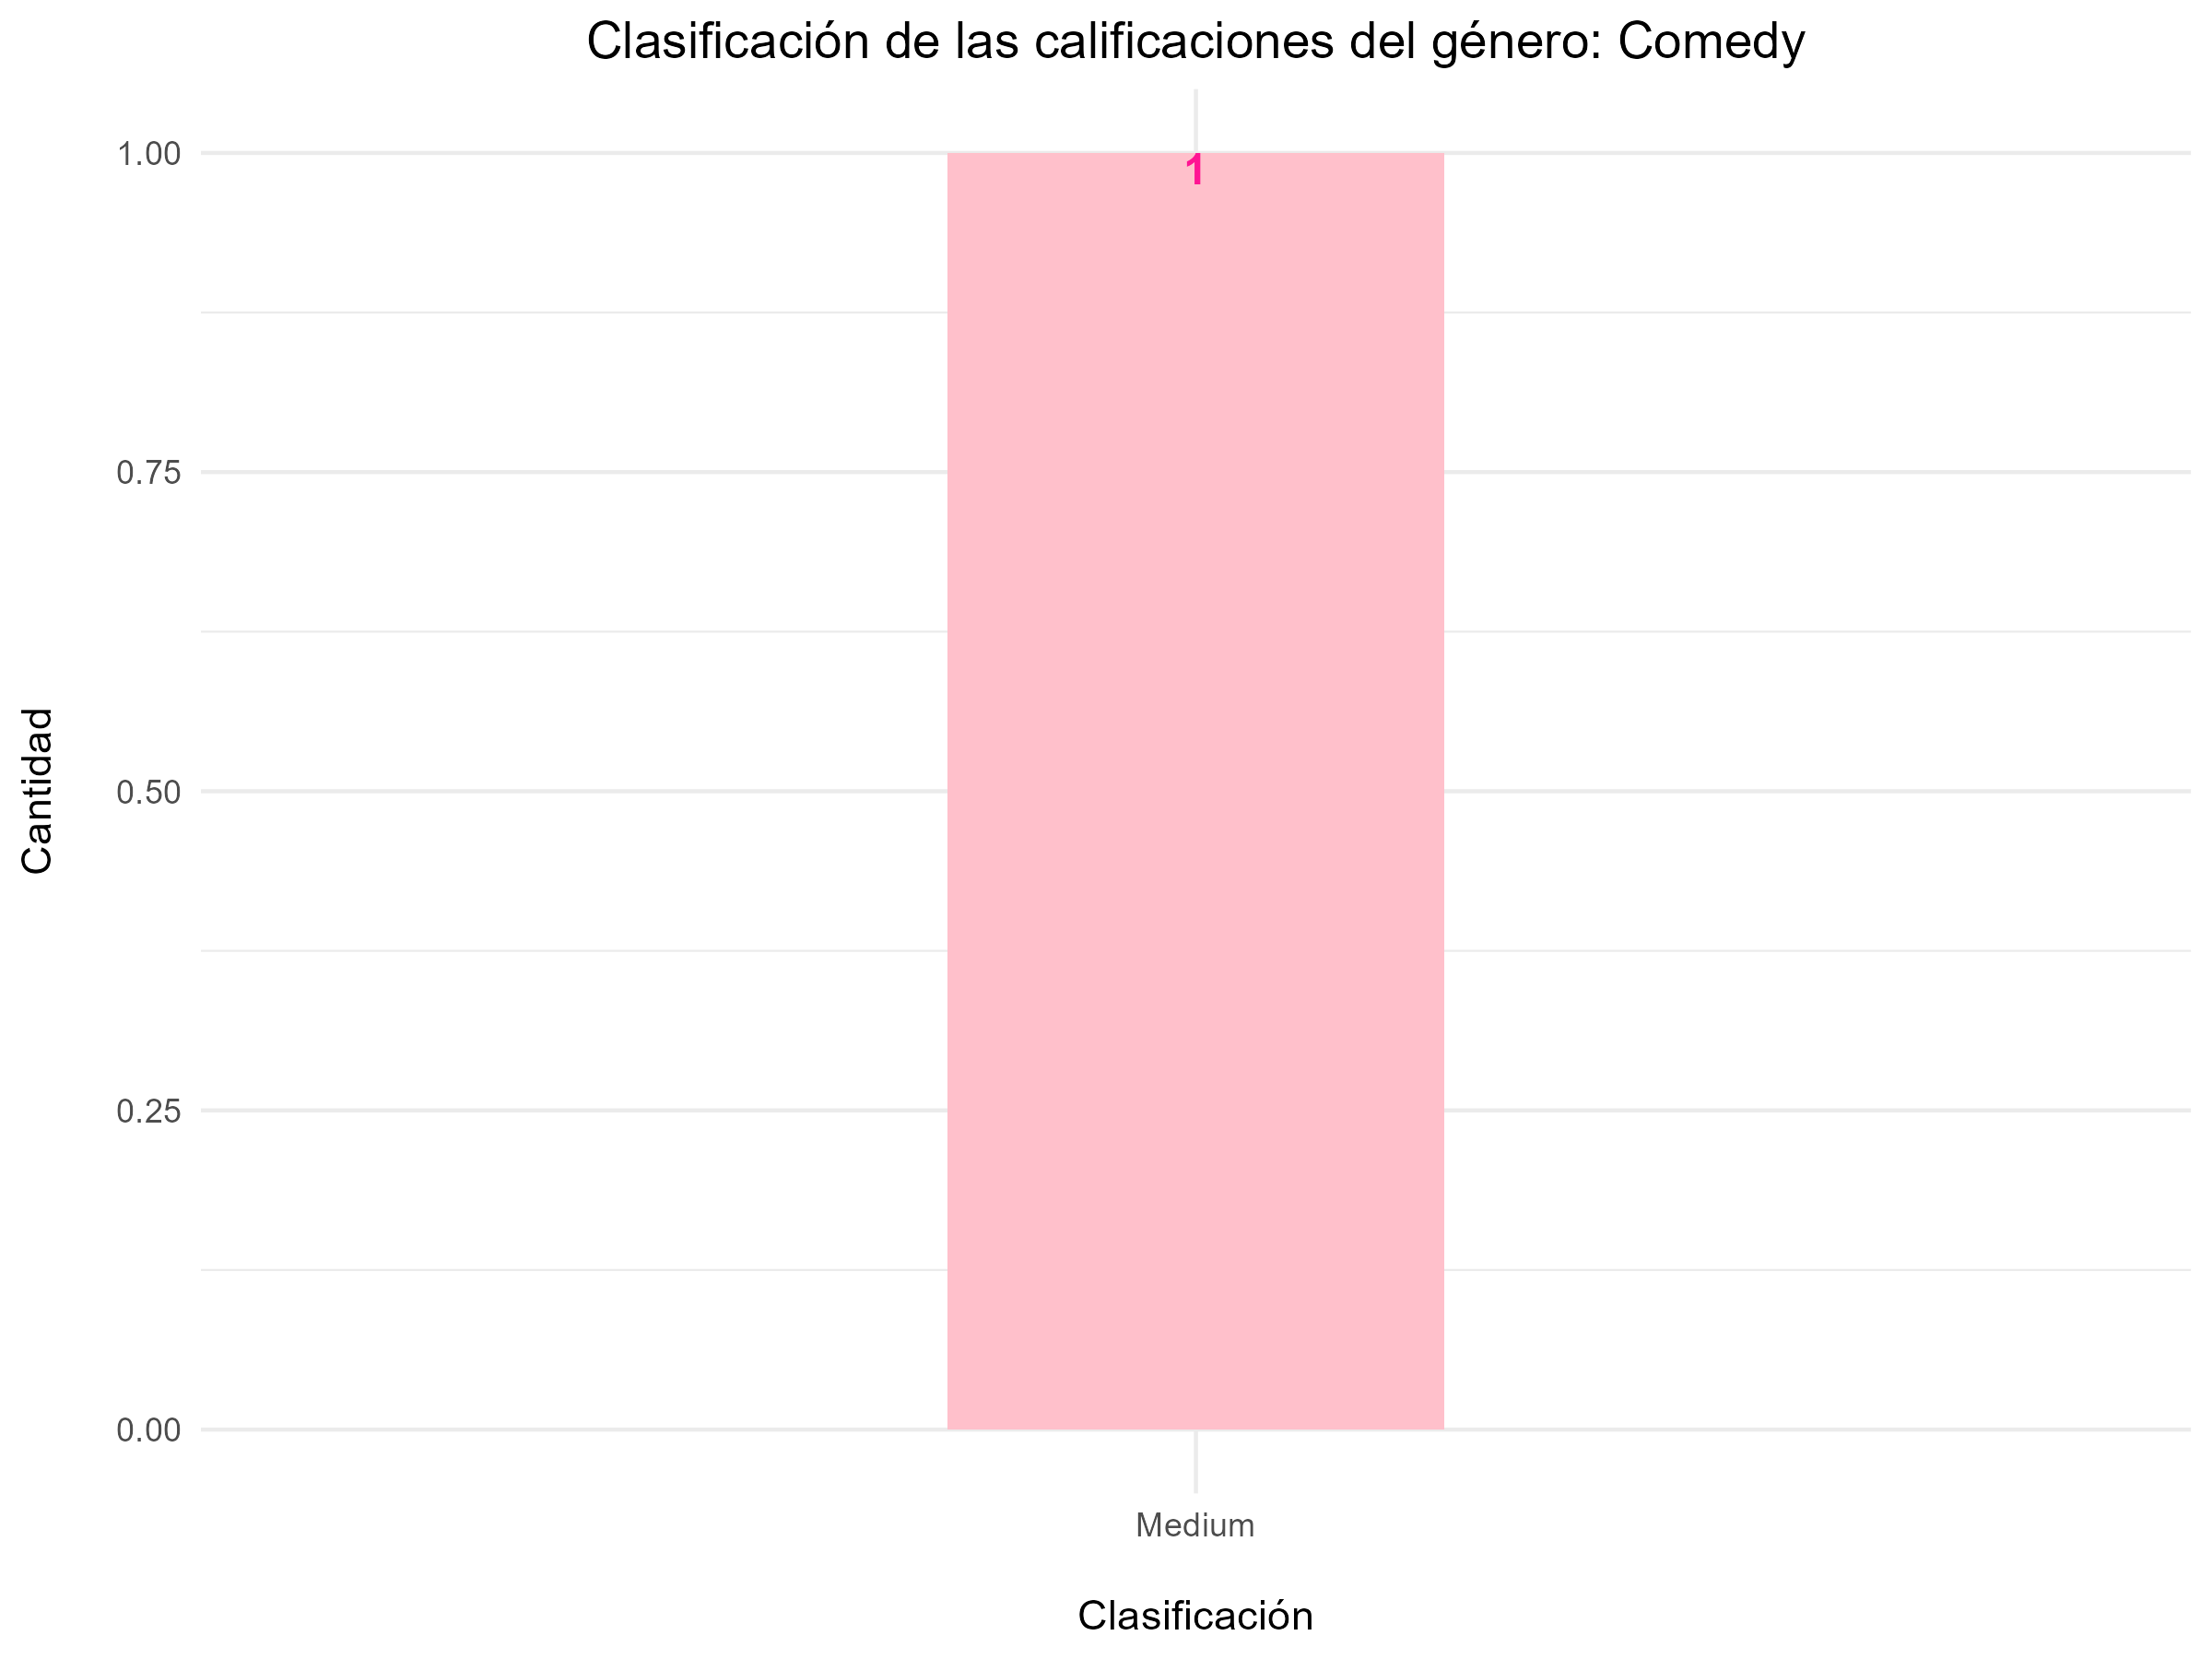 Clasificación de las calificaciones del género: Comedy
1.00
1
0.75
0.50
0.25
0.00
Cantidad
Medium
Clasificación